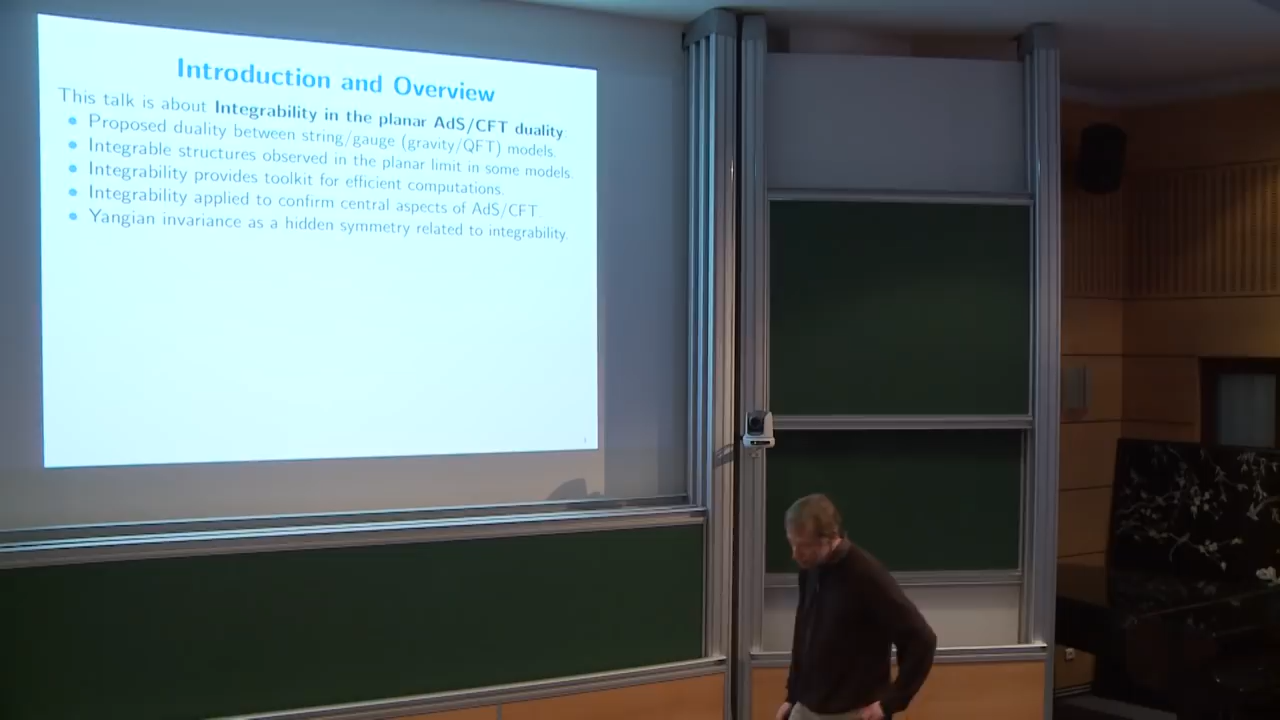 Introduction and Overview
This talk is about Integrability in the planar AdS/CFT duality:
• Proposed duality between string/gauge (gravity/QFT) models.
• Integrable structures observed in the planar limit in some models.
• Integrability provides toolkit for efficient computations.
• Integrability applied to confirm central aspects of AdS/CFT.
• Yangian invariance as a hidden symmetry related to integrability.